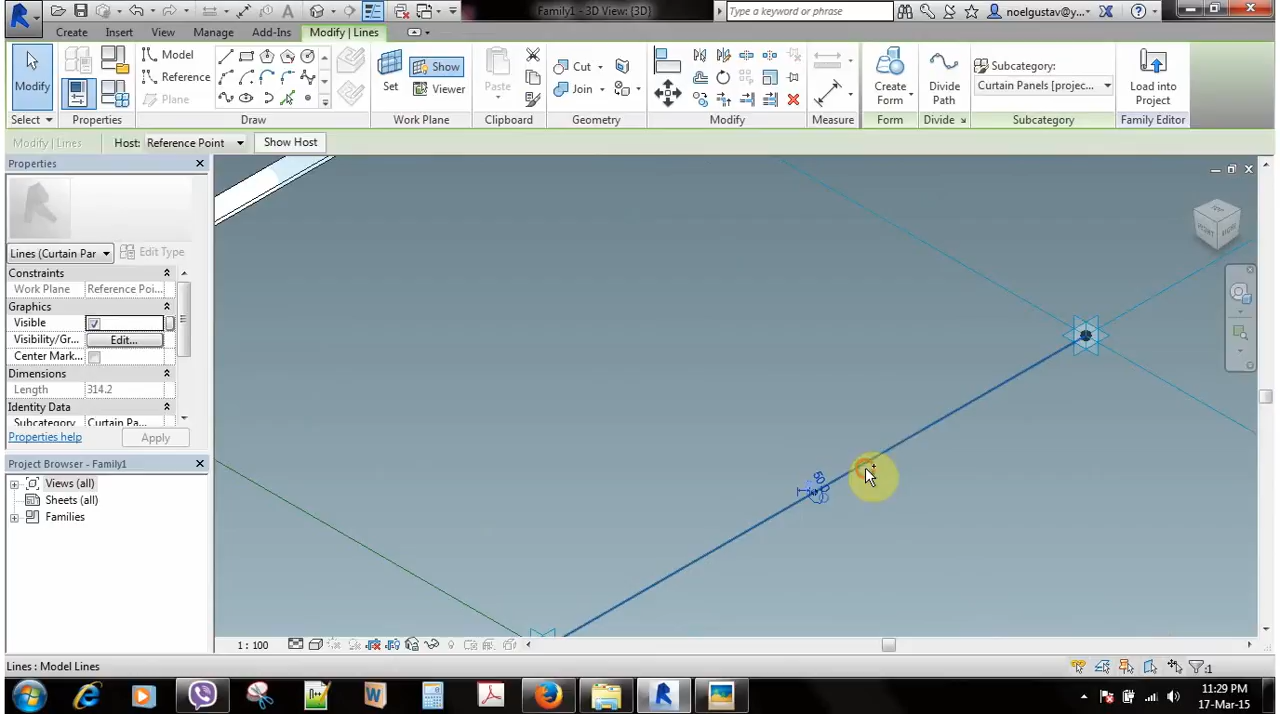 Family1 - 3D View: {3D}
Type a keyword or phrase
noelgustav@y...
Create Insert View Manage Add-Ins Modify | Lines
Modify
Select
Properties
Model
Reference
Plane
Draw
Set
Show
Viewer
Work Plane
Paste
Clipboard
Cut
Join
Geometry
Modify
Measure
Create
Form
Form
Divide
Path
Divide
Subcategory:
Curtain Panels [projec...
Subcategory
Load into
Project
Family Editor
Modify | Lines
Host: Reference Point
Show Host
Properties
Lines (Curtain Par
Edit Type
Constraints
Work Plane Reference Poi...
Graphics
Visible
Visibility/Gr... Edit...
Center Mark...
Dimensions
Length 314.2
Identity Data
Subcategory Curtain Pa...
Properties help
Apply
Project Browser - Family1
Views (all)
Sheets (all)
Families
1 : 100
Lines : Model Lines
:1
11:29 PM
17-Mar-15